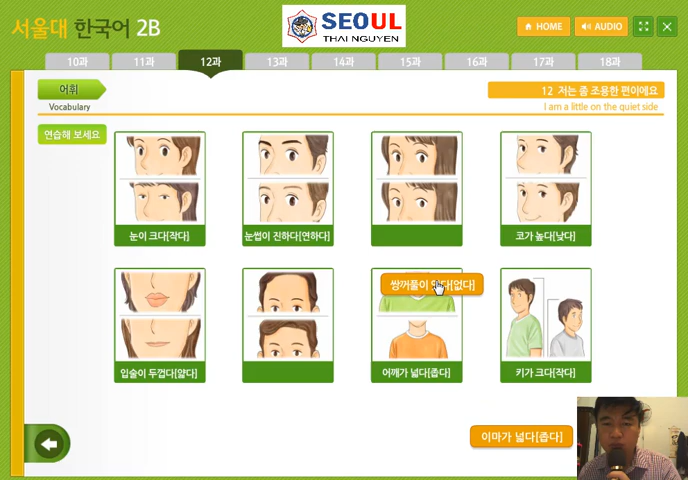 서울대 한국어 2B
SEOUL
THAI NGUYEN
HOME
AUDIO
10과 11과 12과 13과 14과 15과 16과 17과 18과
어휘
Vocabulary
12 저는 좀 조용한 편이에요
I am a little on the quiet side
연습해 보세요
눈이 크다[작다]
눈썹이 진하다[연하다]
코가 높다[낮다]
쌍꺼풀이 있다[없다]
입술이 두껍다[얇다]
어깨가 넓다[좁다]
키가 크다[작다]
이마가 넓다[좁다]